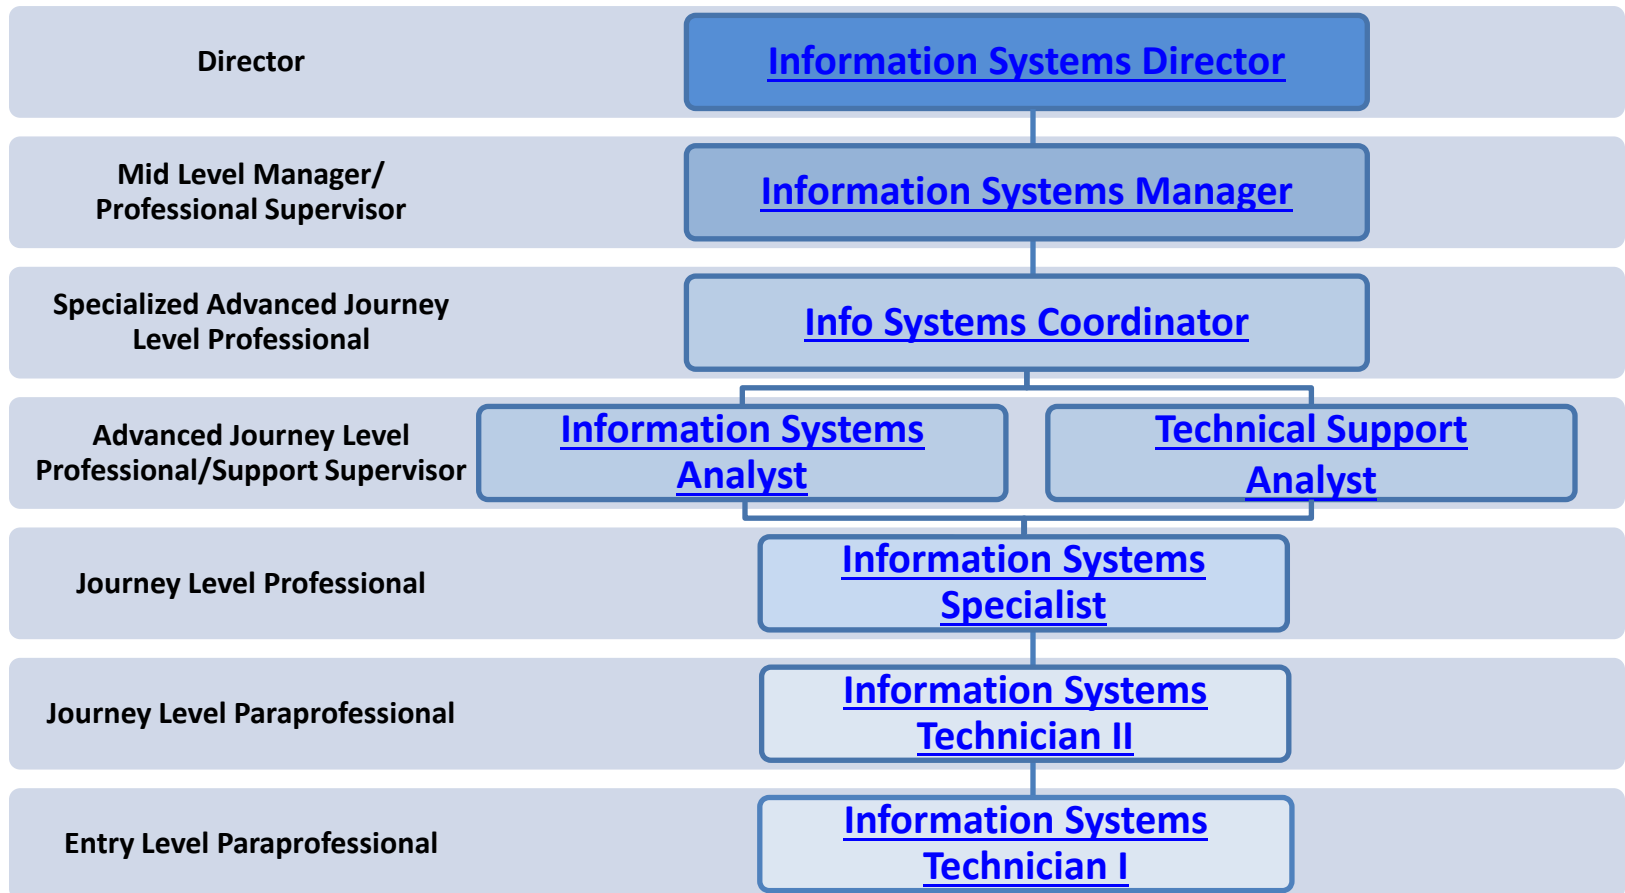 Director
Information Systems Director
Mid Level Manager/
Professional Supervisor
Information Systems Manager
Specialized Advanced Journey
Level Professional
Info Systems Coordinator
Advanced Journey Level
Professional/Support Supervisor
Information Systems
Analyst
Technical Support
Analyst
Journey Level Professional
Information Systems
Specialist
Journey Level Paraprofessional
Information Systems
Technician II
Entry Level Paraprofessional
Information Systems
Technician I